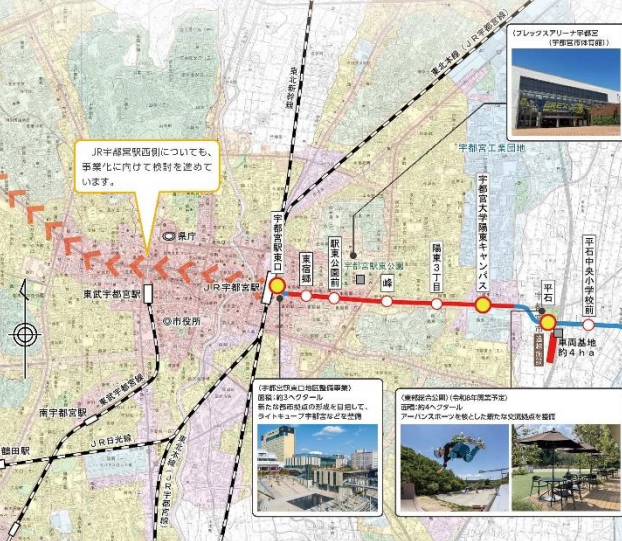 (ブレックスアリーナ宇都宮
(宇都宮市体育館))
東北本線(JR宇都宮線)
東北新幹線
JR宇都宮駅西側についても、
事業化に向けて検討を進めて
います。
宇都宮工業団地
◎県庁
宇都宮駅東口
東宿郷
駅東公園前
宇都宮駅東公園
峰
陽東3丁目
宇都宮大学陽東キャンパス
平石
平石中央小学校前
東武宇都宮駅
JR宇都宮駅
◎市役所
車両基地
約4ha
東武宇都宮線
南宇都宮駅
鶴田駅
JR日光線
東北本線(JR宇都宮線)
(宇都宮駅東口地区整備事業)
面積:約3ヘクタール
新たな都市拠点の形成を目指して、
ライトキューブ宇都宮などを整備
(東部総合公園)(令和6年開業予定)
面積:約4ヘクタール
アーバンスポーツを核とした新たな交流拠点を整備